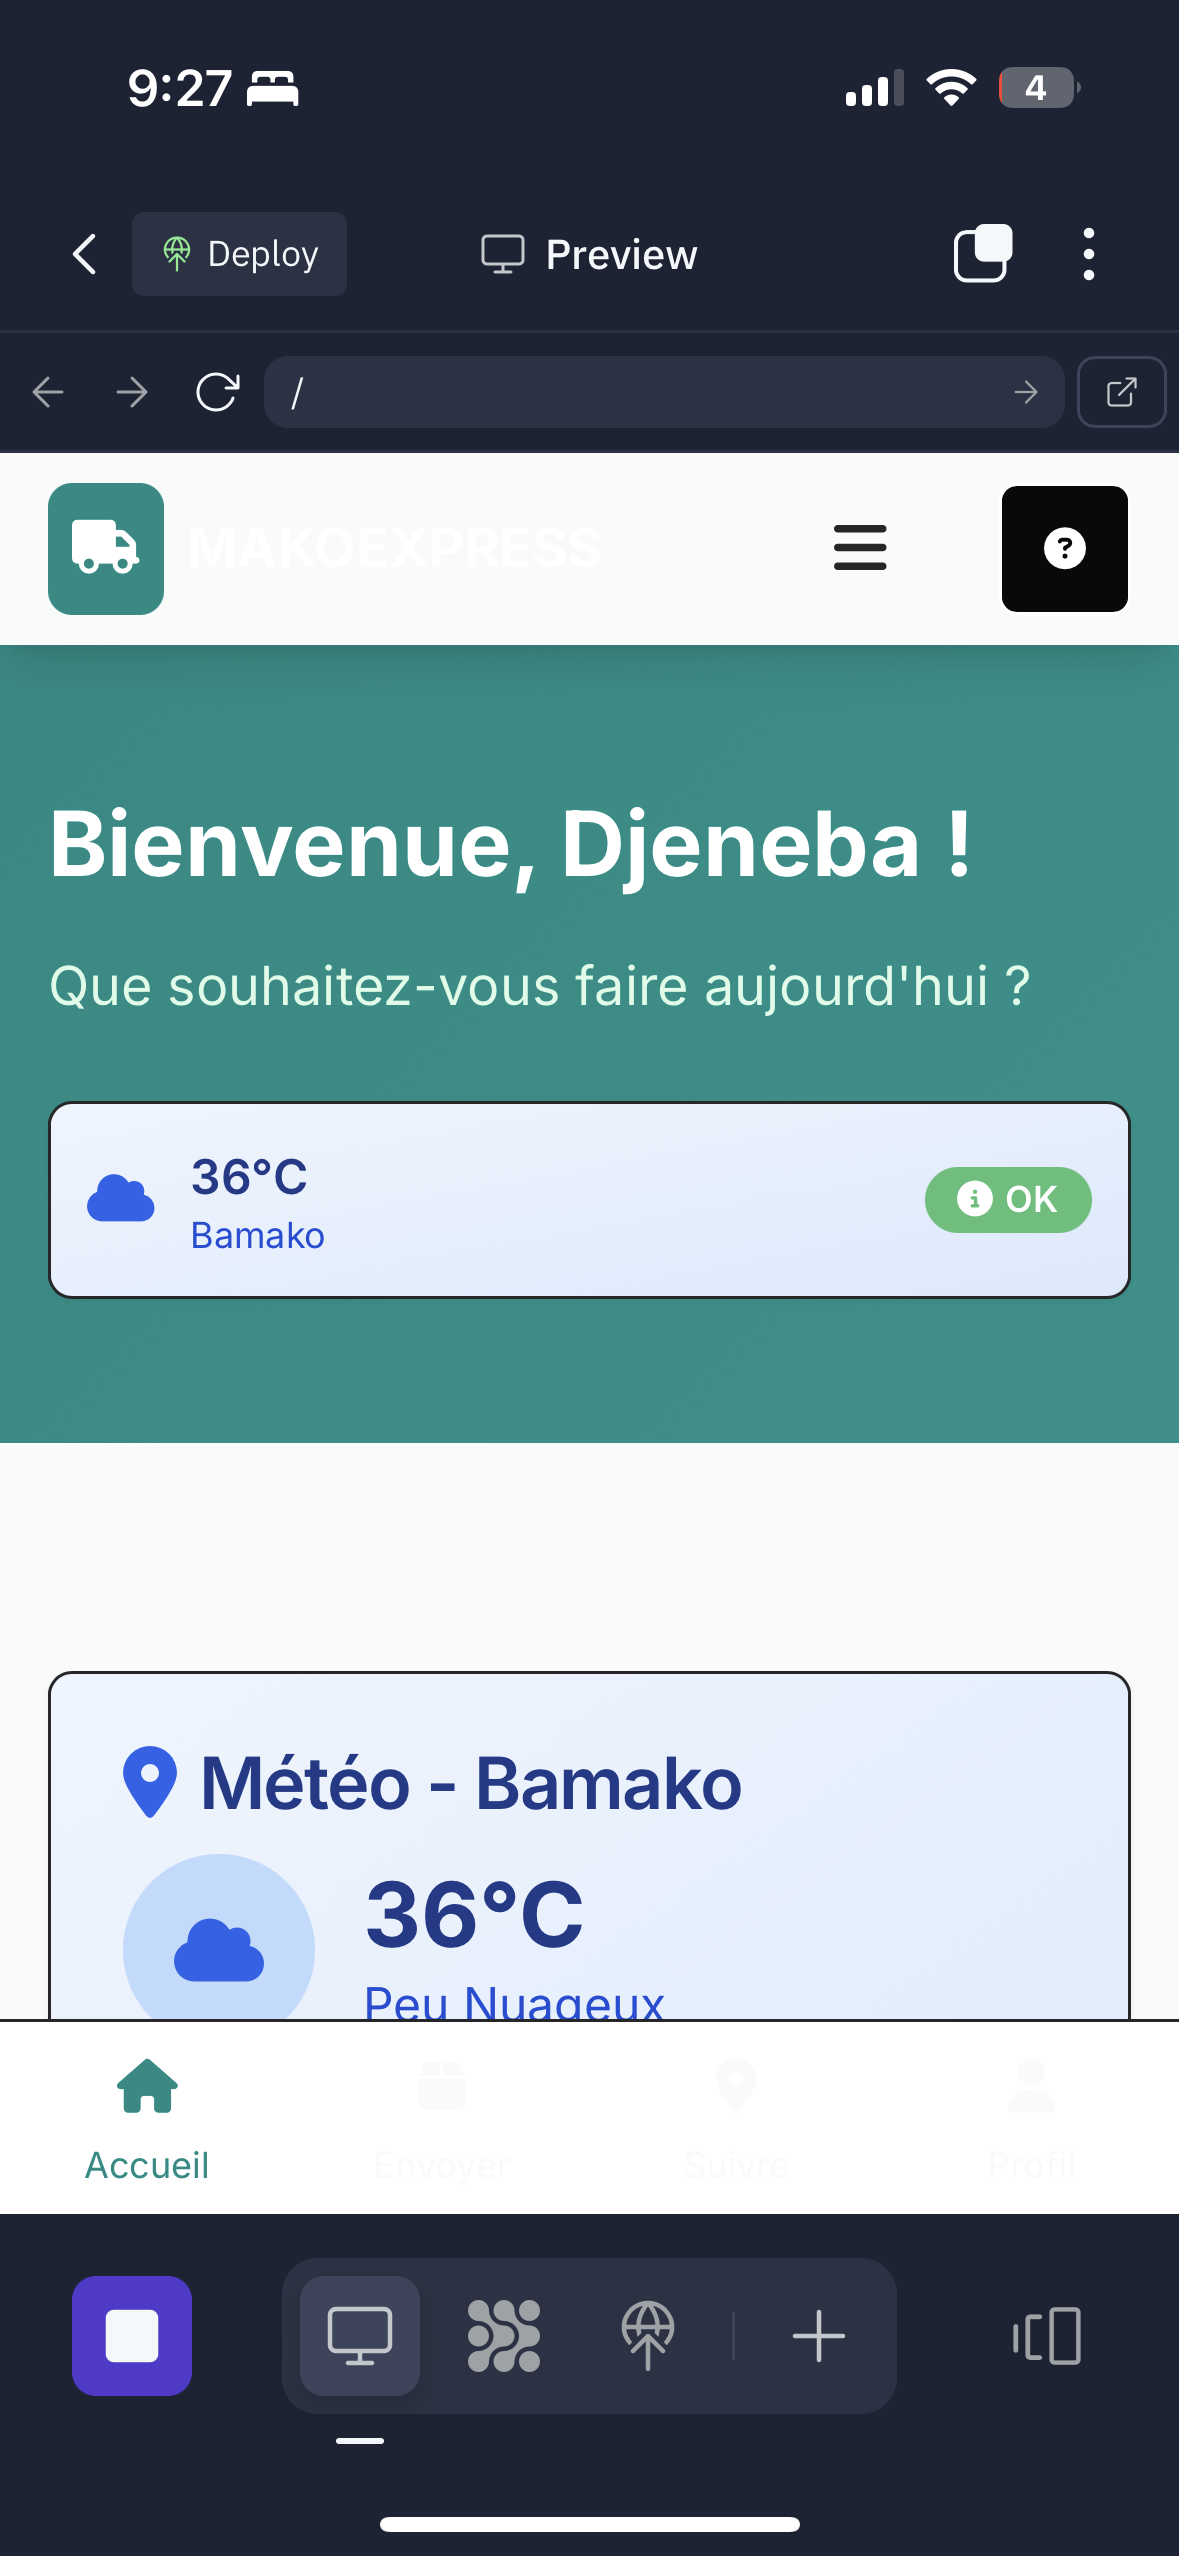 9:27
4
Deploy
Preview
/
MAKOEXPRESS
Bienvenue, Djeneba !
Que souhaitez-vous faire aujourd'hui ?
36°C
Bamako
OK
Météo - Bamako
36°C
Peu Nuageux
Accueil
Envoyer
Suivre
Profil